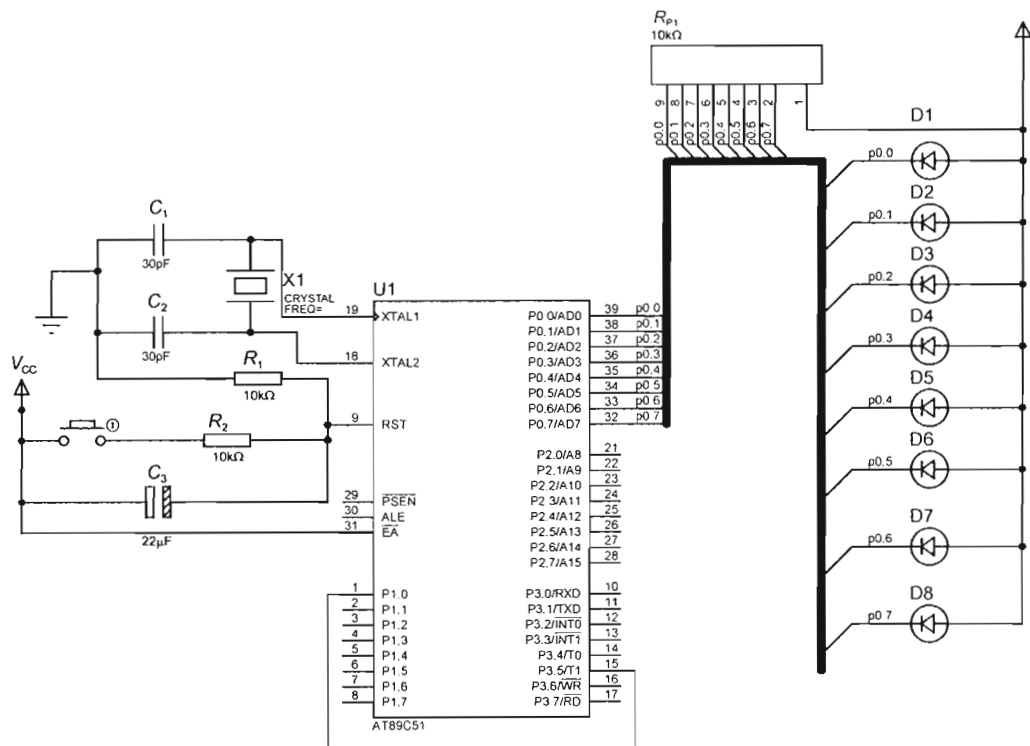 R_P1
10kΩ
9 8 7 6 5 4 3 2 1
p0.0 p0.1 p0.2 p0.3 p0.4 p0.5 p0.6 p0.7
D1
p0.0
D2
p0.1
D3
p0.2
D4
p0.3
D5
p0.4
D6
p0.5
D7
p0.6
D8
p0.7
C1
30pF
X1
CRYSTAL
FREQ=
C2
30pF
VCC
R1
10kΩ
R2
10kΩ
C3
22μF
U1
19 XTAL1
18 XTAL2
9 RST
29 PSEN
30 ALE
31 EA
1 P1.0
2 P1.1
3 P1.2
4 P1.3
5 P1.4
6 P1.5
7 P1.6
8 P1.7
P0 0/AD0 39 p0.0
P0.1/AD1 38 p0.1
P0.2/AD2 37 p0.2
P0.3/AD3 36 p0.3
P0.4/AD4 35 p0.4
P0.5/AD5 34 p0.5
P0.6/AD6 33 p0 6
P0.7/AD7 32 p0.7
P2.0/A8 21
P2.1/A9 22
P2.2/A10 23
P2 3/A11 24
P2.4/A12 25
P2.5/A13 26
P2.6/A14 27
P2.7/A15 28
P3.0/RXD 10
P3.1/TXD 11
P3.2/INT0 12
P3.3/INT1 13
P3.4/T0 14
P3.5/T1 15
P3.6/WR 16
P3 7/RD 17
AT89C51